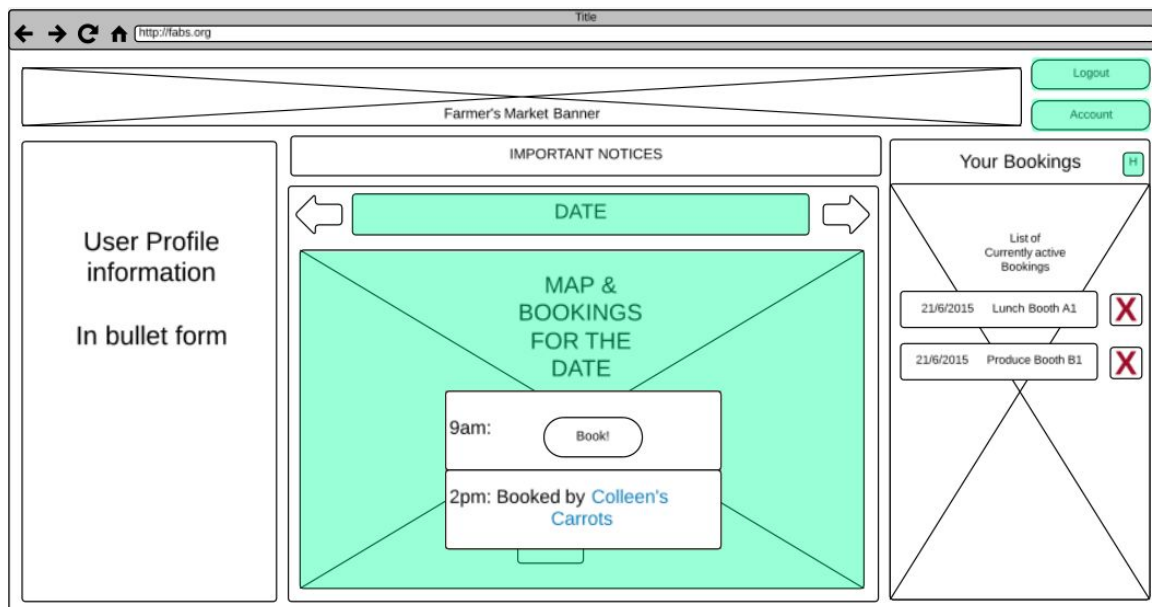 Title
http://fabs.org
Logout
Farmer's Market Banner
Account
IMPORTANT NOTICES
Your Bookings
H
User Profile
information
In bullet form
DATE
MAP &
BOOKINGS
FOR THE
DATE
9am:
Book!
2pm: Booked by Colleen's
Carrots
List of
Currently active
Bookings
21/6/2015 Lunch Booth A1
X
21/6/2015 Produce Booth B1
X